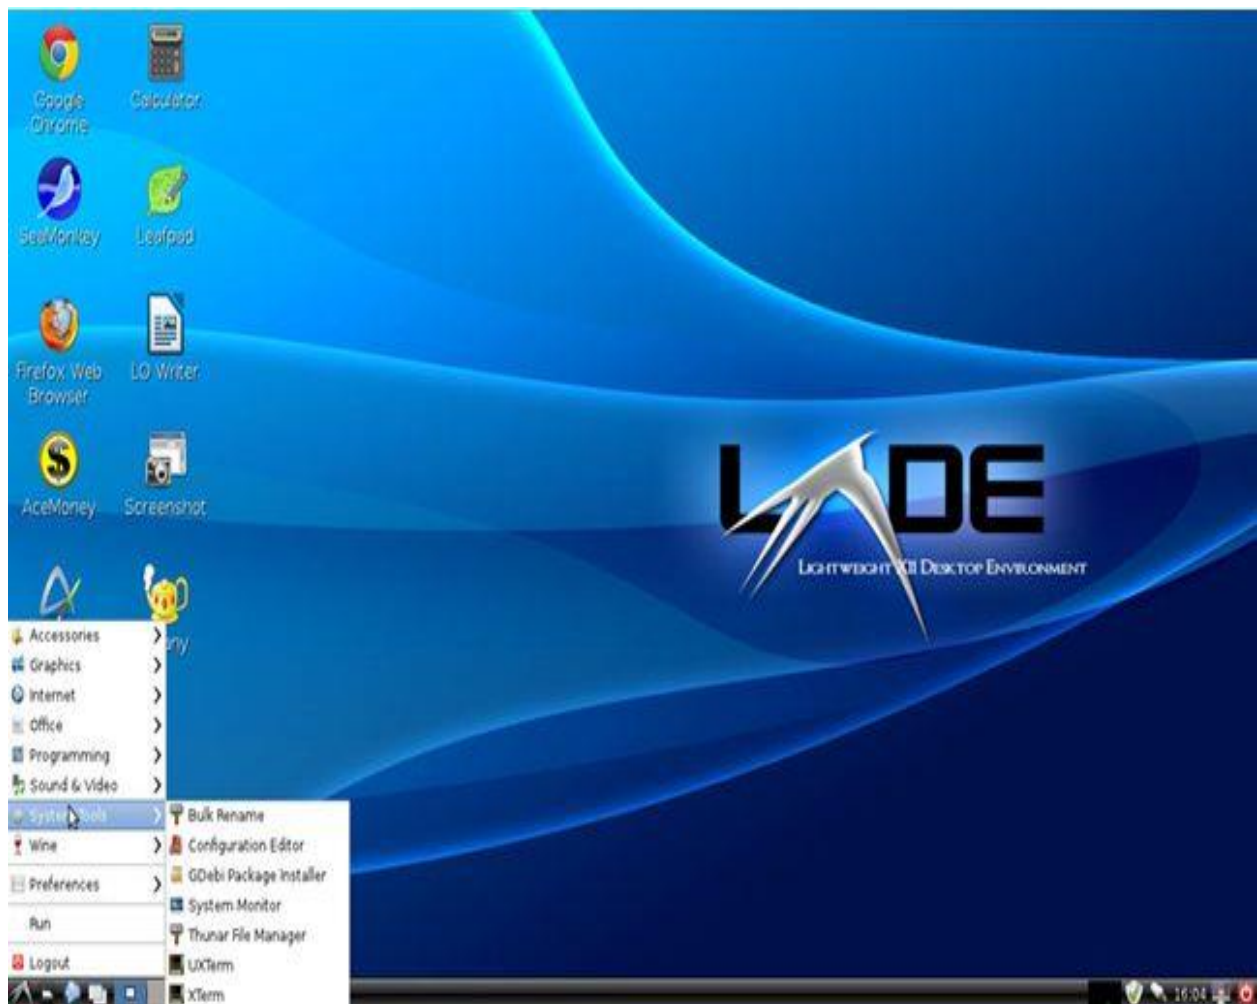 Google
Chrome
Calculator
SeaMonkey
Leafpad
Firefox Web
Browser
LO Writer
AceMoney
Screenshot
LXDE
Lightweight X11 Desktop Environment
Accessories
Graphics
Internet
Office
Programming
Sound & Video
System Tools
Wine
Preferences
Run
Logout
Bulk Rename
Configuration Editor
GDebi Package Installer
System Monitor
Thunar File Manager
UXTerm
XTerm
16:04